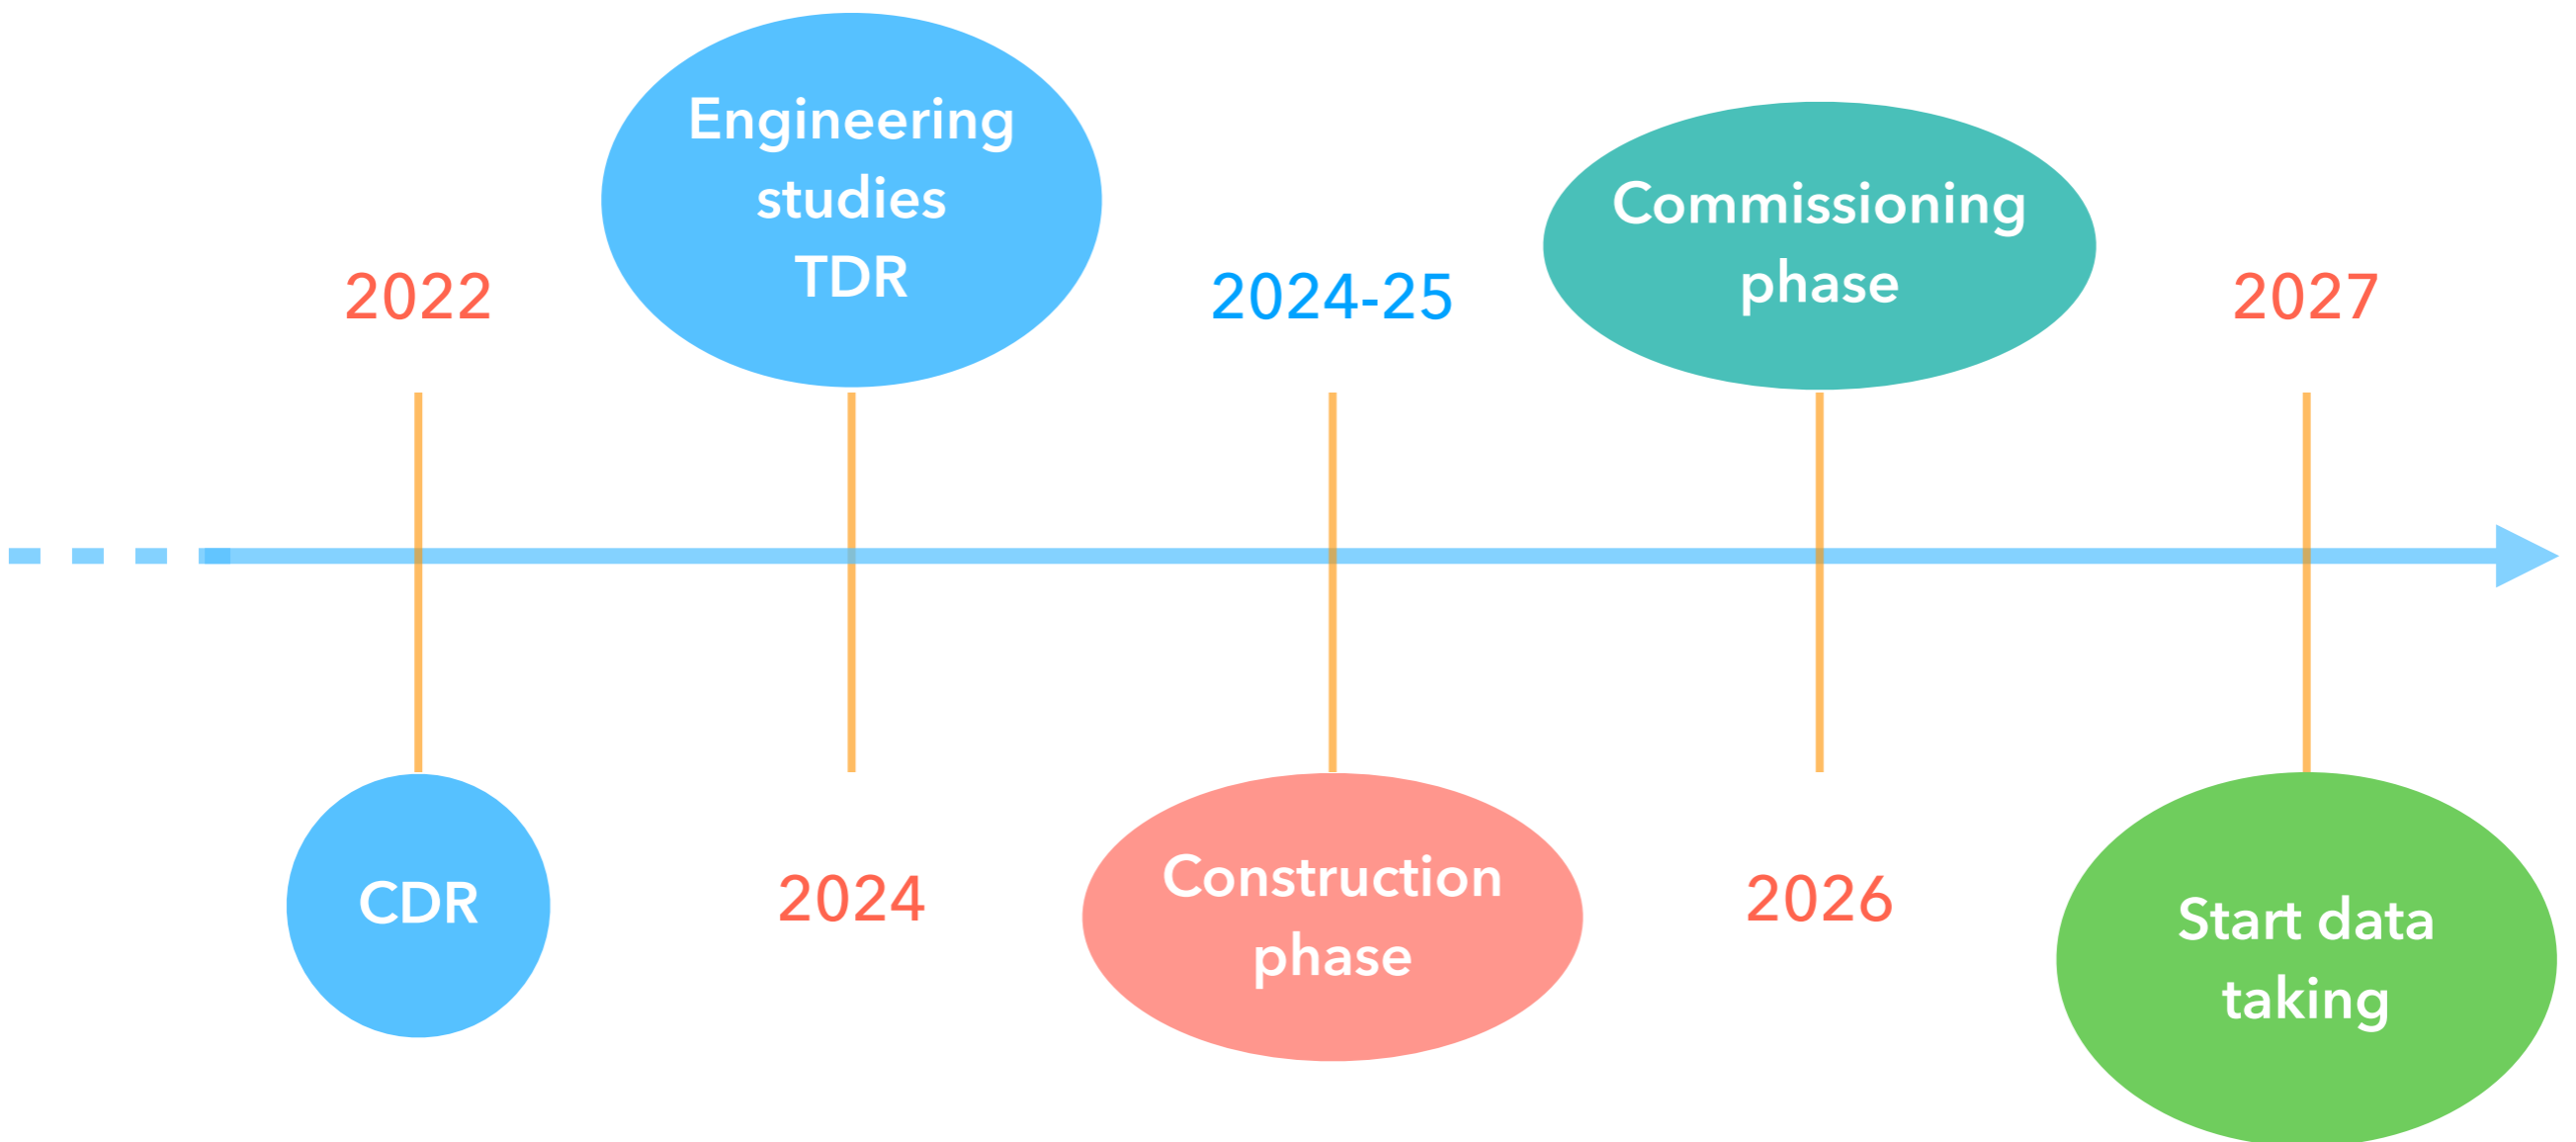 2022
CDR
Engineering
studies
TDR
2024
2024-25
Construction
phase
Commissioning
phase
2026
2027
Start data
taking